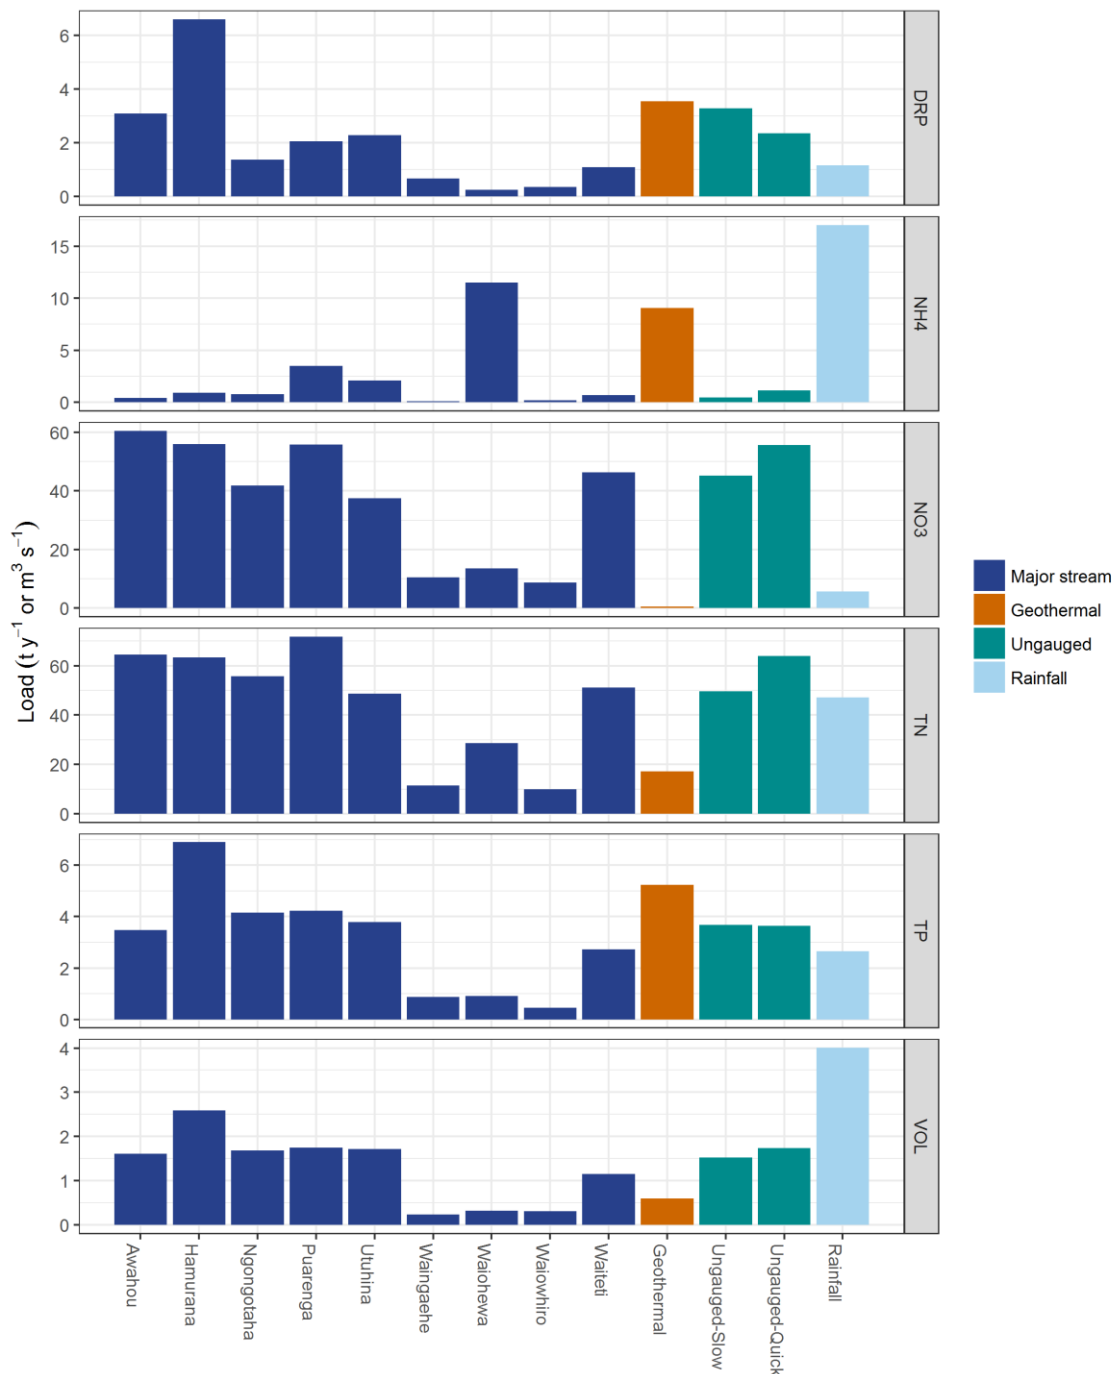 Load (t y⁻¹ or m³ s⁻¹)
6
4
2
0
DRP
15
10
5
0
NH4
60
40
20
0
NO3
60
40
20
0
TN
6
4
2
0
TP
4
3
2
1
0
VOL
Awahou
Hamurana
Ngongotaha
Puarenga
Utuhina
Waingaehe
Waiohewa
Waiowhiro
Waiteti
Geothermal
Ungauged-Slow
Ungauged-Quick
Rainfall
Major stream
Geothermal
Ungauged
Rainfall